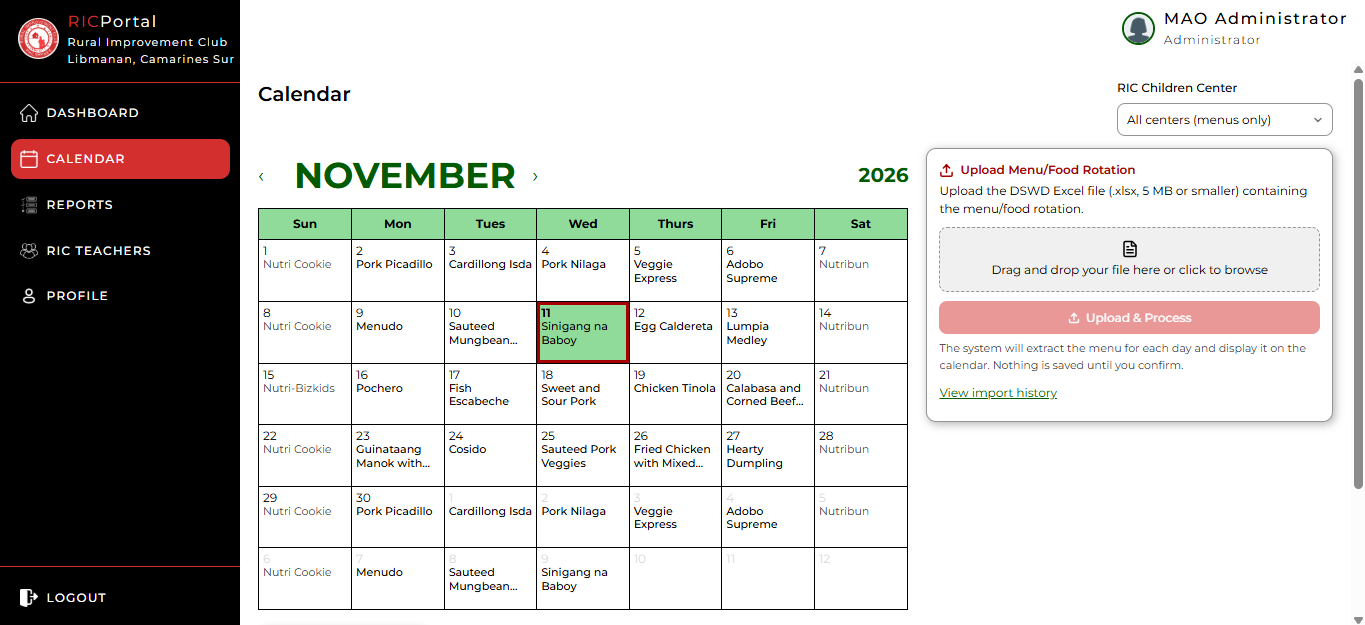 RICPortal
Rural Improvement Club
Libmanan, Camarines Sur
MAO Administrator
Administrator
DASHBOARD
CALENDAR
REPORTS
RIC TEACHERS
PROFILE
LOGOUT
Calendar
RIC Children Center
All centers (menus only)
‹ NOVEMBER › 2026
Sun Mon Tues Wed Thurs Fri Sat
1 2 3 4 5 6 7
Nutri Cookie Pork Picadillo Cardillong Isda Pork Nilaga Veggie Adobo Nutribun
Express Supreme
8 9 10 11 12 13 14
Nutri Cookie Menudo Sauteed Sinigang na Egg Caldereta Lumpia Nutribun
Mungbean... Baboy Medley
15 16 17 18 19 20 21
Nutri-Bizkids Pochero Fish Sweet and Chicken Tinola Calabasa and Nutribun
Escabeche Sour Pork Corned Beef...
22 23 24 25 26 27 28
Nutri Cookie Guinataang Cosido Sauteed Pork Fried Chicken Hearty Nutribun
Manok with... Veggies with Mixed... Dumpling
29 30 1 2 3 4 5
Nutri Cookie Pork Picadillo Cardillong Isda Pork Nilaga Veggie Adobo Nutribun
Express Supreme
6 7 8 9 10 11 12
Nutri Cookie Menudo Sauteed Sinigang na
Mungbean... Baboy
Upload Menu/Food Rotation
Upload the DSWD Excel file (.xlsx, 5 MB or smaller) containing
the menu/food rotation.
Drag and drop your file here or click to browse
Upload & Process
The system will extract the menu for each day and display it on the
calendar. Nothing is saved until you confirm.
View import history